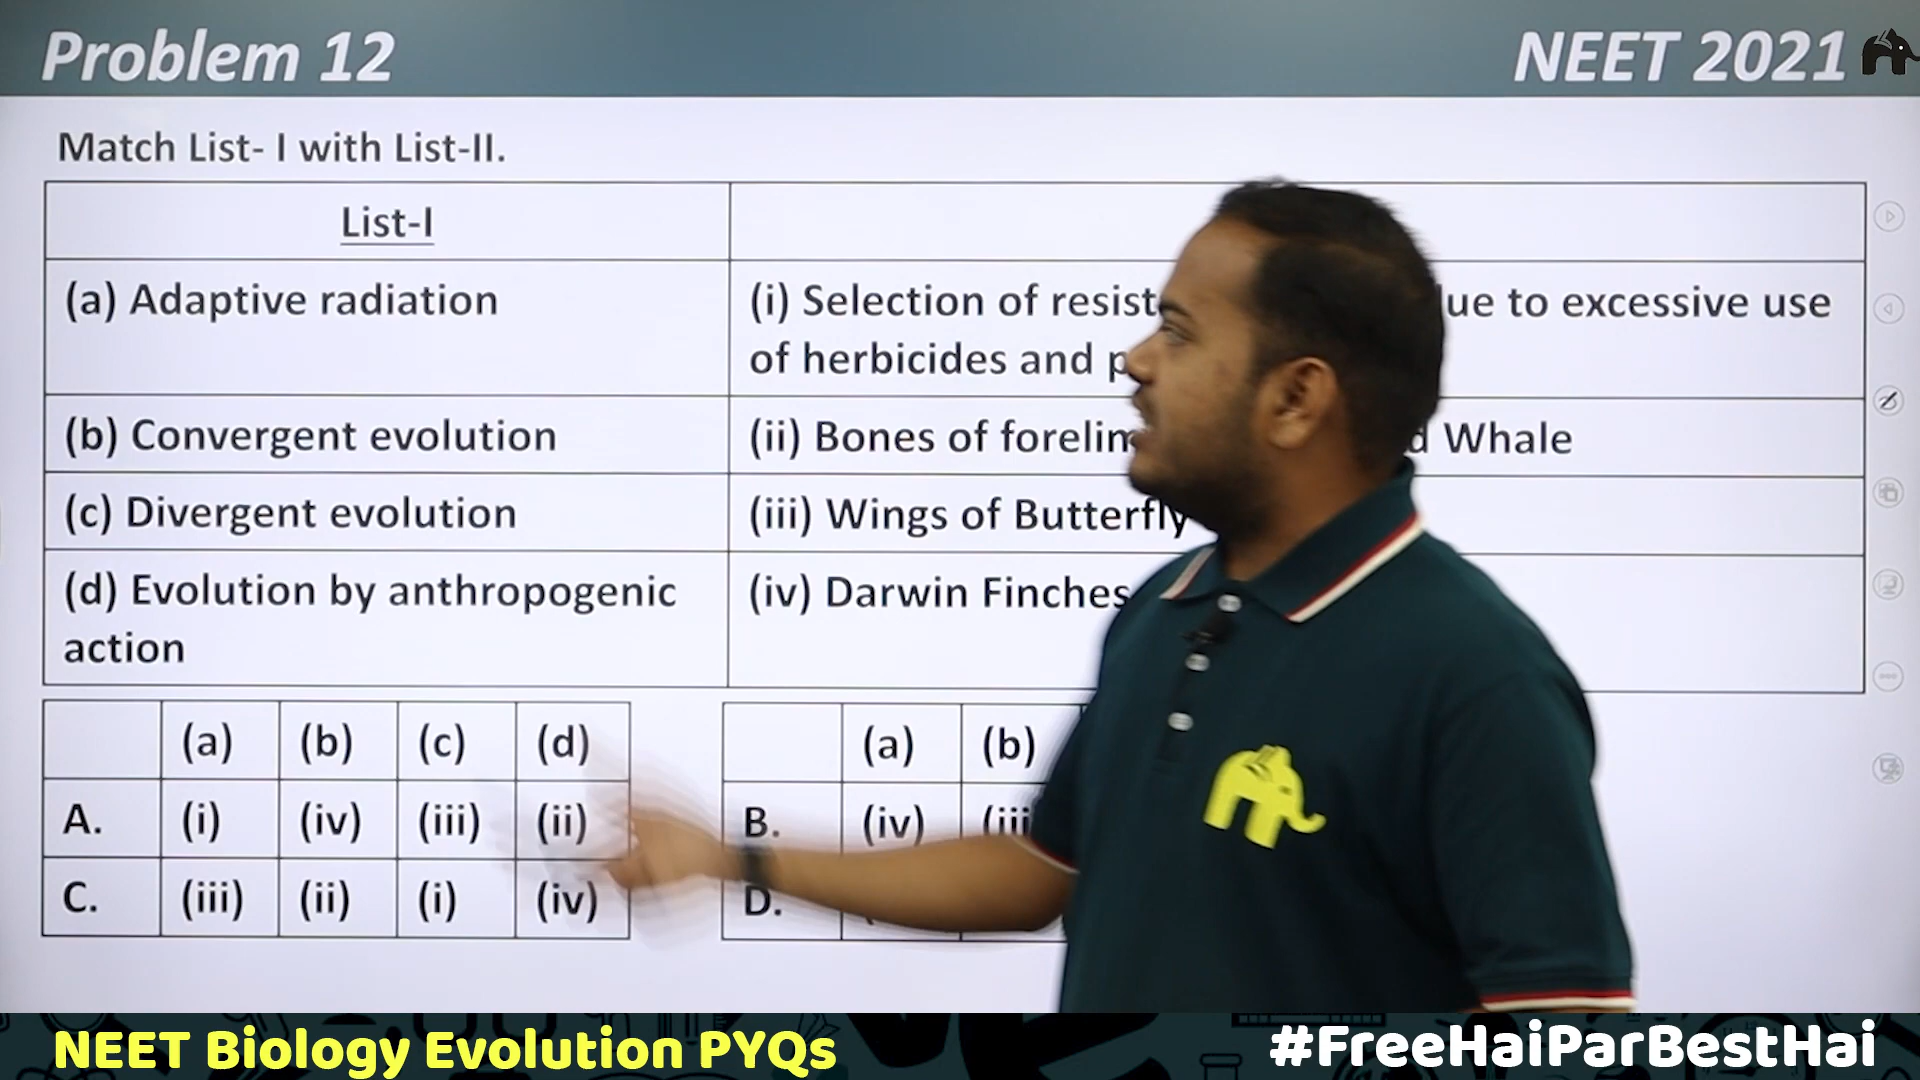 Problem 12
NEET 2021
Match List- I with List-II.
List-I
(a) Adaptive radiation
(i) Selection of
ue to excessive use
of herbicides and
(b) Convergent evolution
(ii) Bones of
Whale
(c) Divergent evolution
(iii) Wings of Butterfly
(d) Evolution by anthropogenic
action
(iv) Darwin Finches
(a) (b) (c) (d)
A. (i) (iv) (iii) (ii)
C. (iii) (ii) (i) (iv)
(a) (b)
B. (iv) (iii
D.
NEET Biology Evolution PYQs
#FreeHaiParBestHai